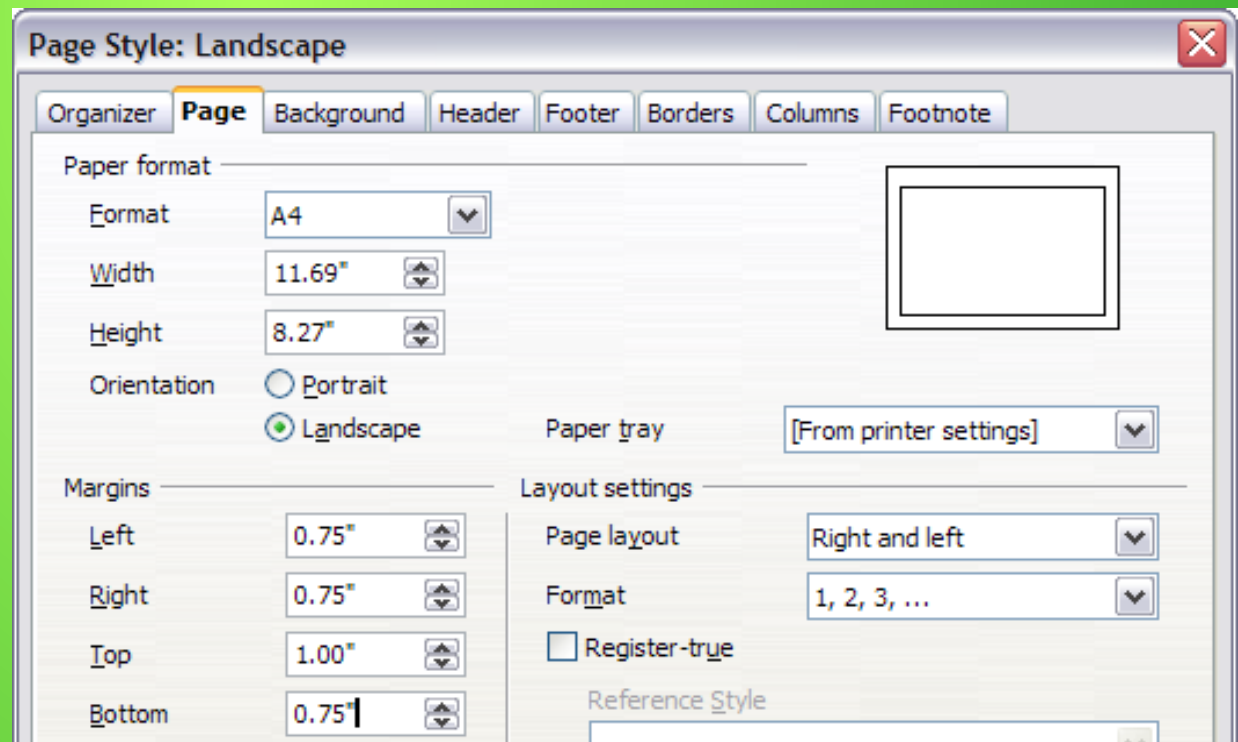 Page Style: Landscape
Organizer Page Background Header Footer Borders Columns Footnote
Paper format
Format A4
Width 11.69"
Height 8.27"
Orientation Portrait
Landscape Paper tray [From printer settings]
Margins Layout settings
Left 0.75" Page layout Right and left
Right 0.75" Format 1, 2, 3, ...
Top 1.00" Register-true
Bottom 0.75" Reference Style